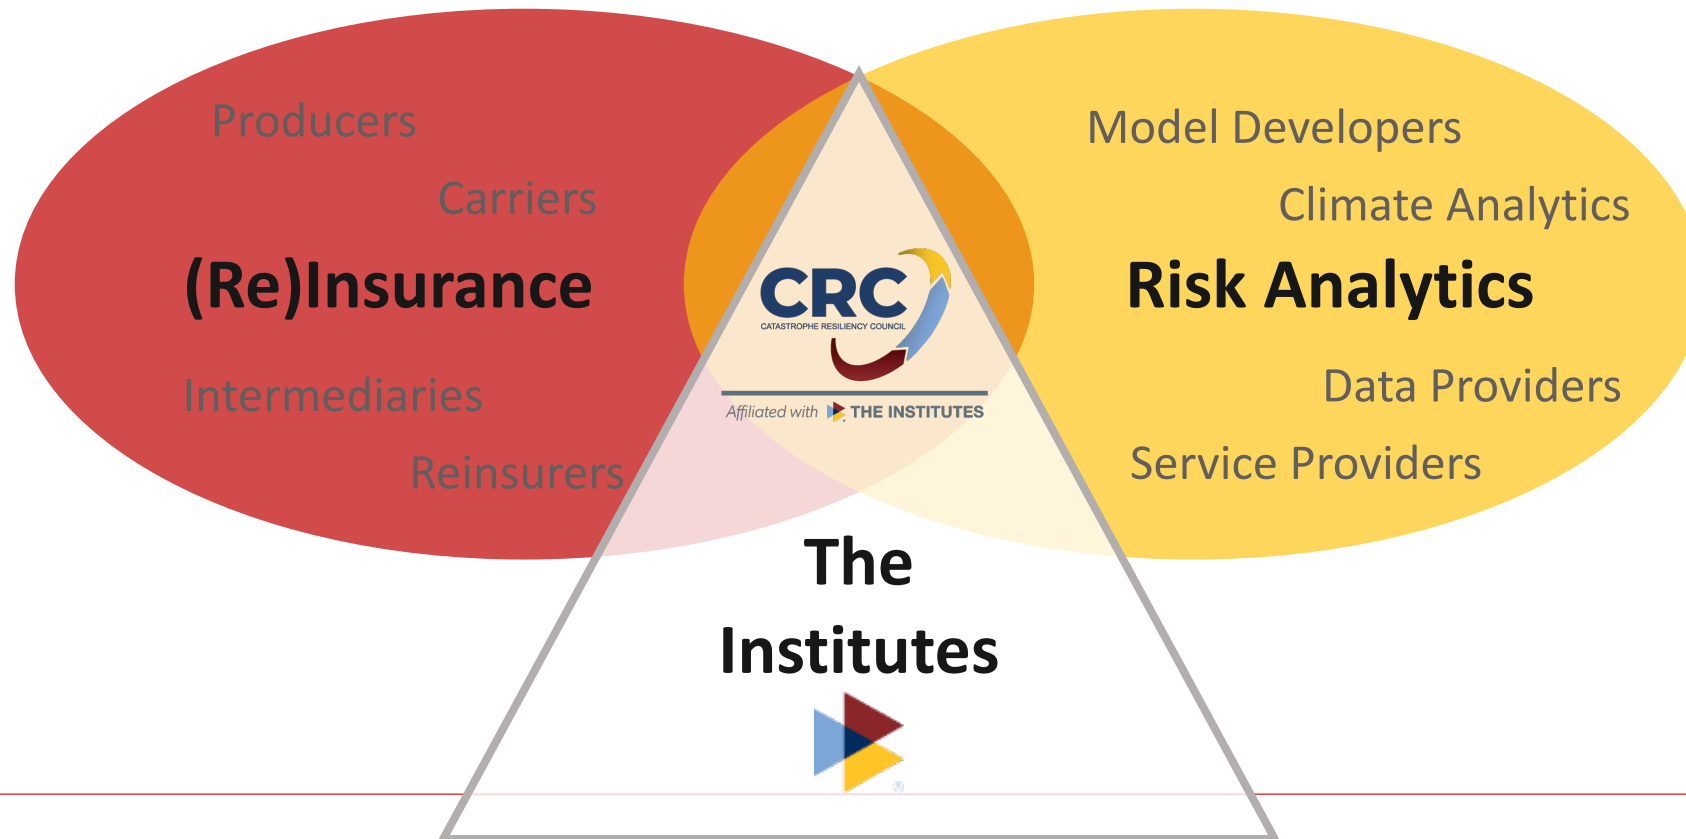 Producers
Carriers
(Re)Insurance
Intermediaries
Reinsurers
Model Developers
Climate Analytics
Risk Analytics
Data Providers
Service Providers
CRC
CATASTROPHE RESILIENCY COUNCIL
Affiliated with THE INSTITUTES
The
Institutes